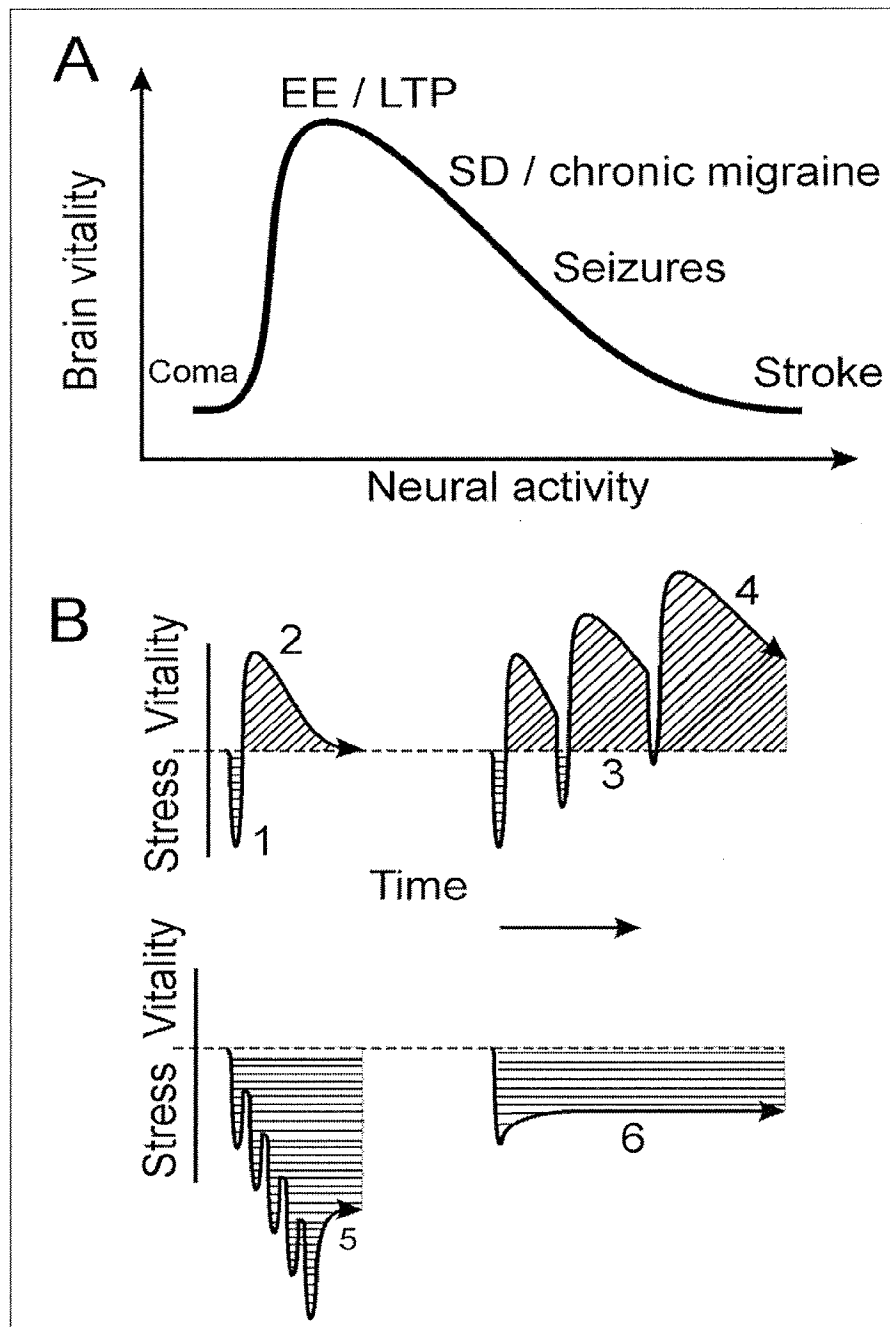 A
EE / LTP
SD / chronic migraine
Seizures
Coma
Stroke
Brain vitality
Neural activity
B
Vitality
Stress
1
2
3
4
Time
Vitality
Stress
5
6